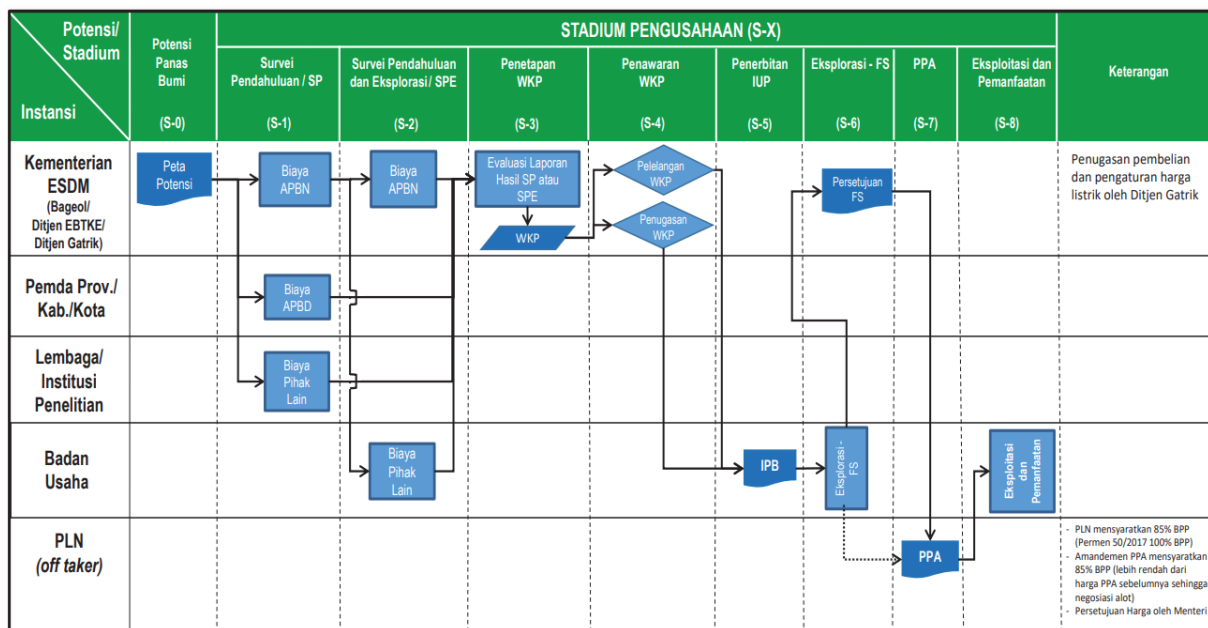 Potensi/
Stadium
Instansi
Potensi
Panas
Bumi
(S-0)
STADIUM PENGUSAHAAN (S-X)
Survei
Pendahuluan / SP
(S-1)
Survei Pendahuluan
dan Eksplorasi / SPE
(S-2)
Penetapan
WKP
(S-3)
Penawaran
WKP
(S-4)
Penerbitan
IUP
(S-5)
Eksplorasi - FS
(S-6)
PPA
(S-7)
Eksploitasi dan
Pemanfaatan
(S-8)
Keterangan
Kementerian
ESDM
(Bageol/
Ditjen EBTKE/
Ditjen Gatrik)
Peta
Potensi
Biaya
APBN
Biaya
APBN
Evaluasi Laporan
Hasil SP atau
SPE
WKP
Pelelangan
WKP
Penugasan
WKP
Persetujuan
FS
Penugasan pembelian
dan pengaturan harga
listrik oleh Ditjen Gatrik
Pemda Prov./
Kab./Kota
Biaya
APBD
Lembaga/
Institusi
Penelitian
Biaya
Pihak
Lain
Badan
Usaha
Biaya
Pihak
Lain
IPB
Eksplorasi -
FS
Eksploitasi
dan
Pemanfaatan
PLN
(off taker)
PPA
- PLN mensyaratkan 85% BPP
(Permen 50/2017 100% BPP)
- Amandemen PPA mensyaratkan
85% BPP (lebih rendah dari
harga PPA sebelumnya sehingga
negosiasi alot)
- Persetujuan Harga oleh Menteri